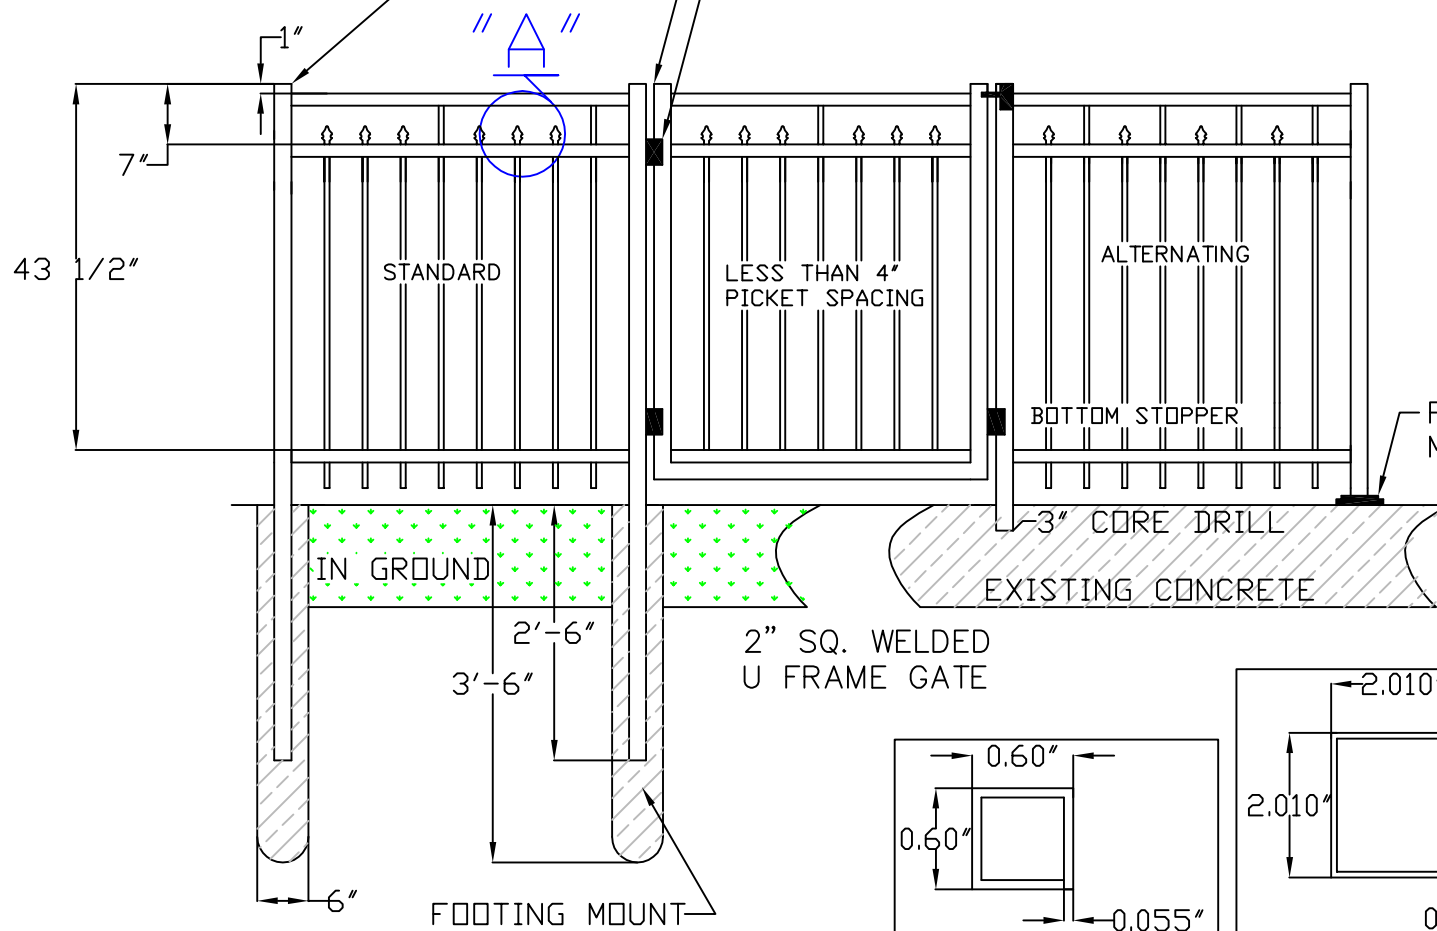 "A"
1"
7"
43 1/2"
STANDARD
LESS THAN 4"
PICKET SPACING
ALTERNATING
BOTTOM STOPPER
3" CORE DRILL
IN GROUND
EXISTING CONCRETE
2'-6"
3'-6"
2” SQ. WELDED
U FRAME GATE
2.010"
0.60"
2.010"
0.60"
6"
FOOTING MOUNT
0.055"